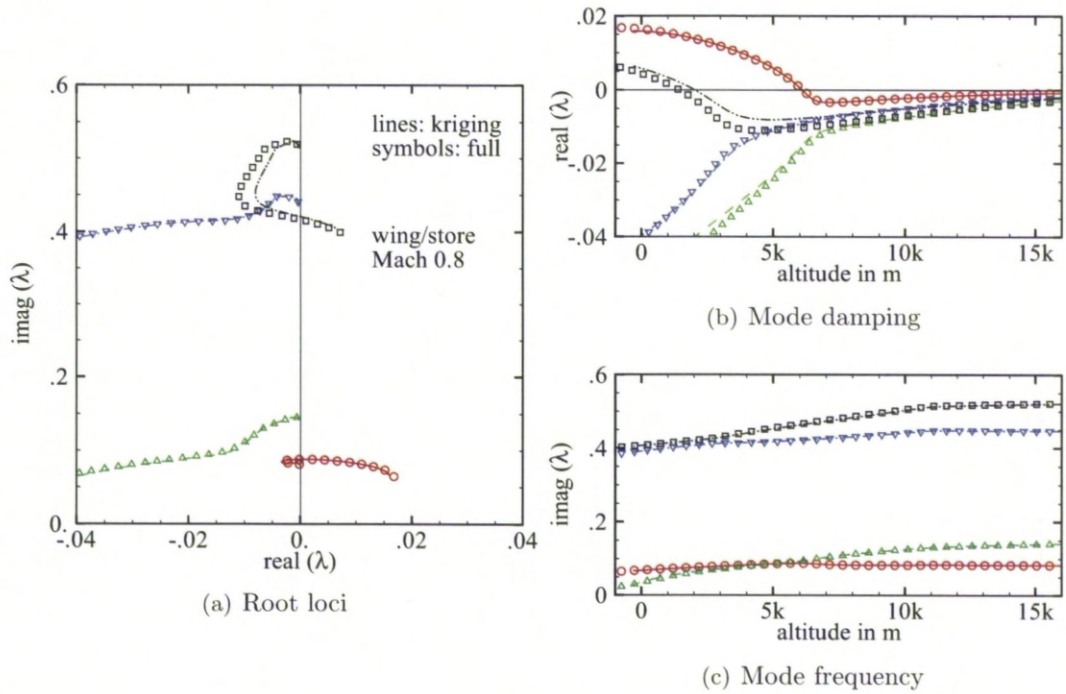 .6
.4
.2
0.
-.04
-.02
0.
.02
.04
imag (λ)
real (λ)
lines: kriging
symbols: full
wing/store
Mach 0.8
(a) Root loci
.02
0
-.02
-.04
real (λ)
0
5k
10k
15k
altitude in m
(b) Mode damping
.6
.4
.2
0
imag (λ)
0
5k
10k
15k
altitude in m
(c) Mode frequency